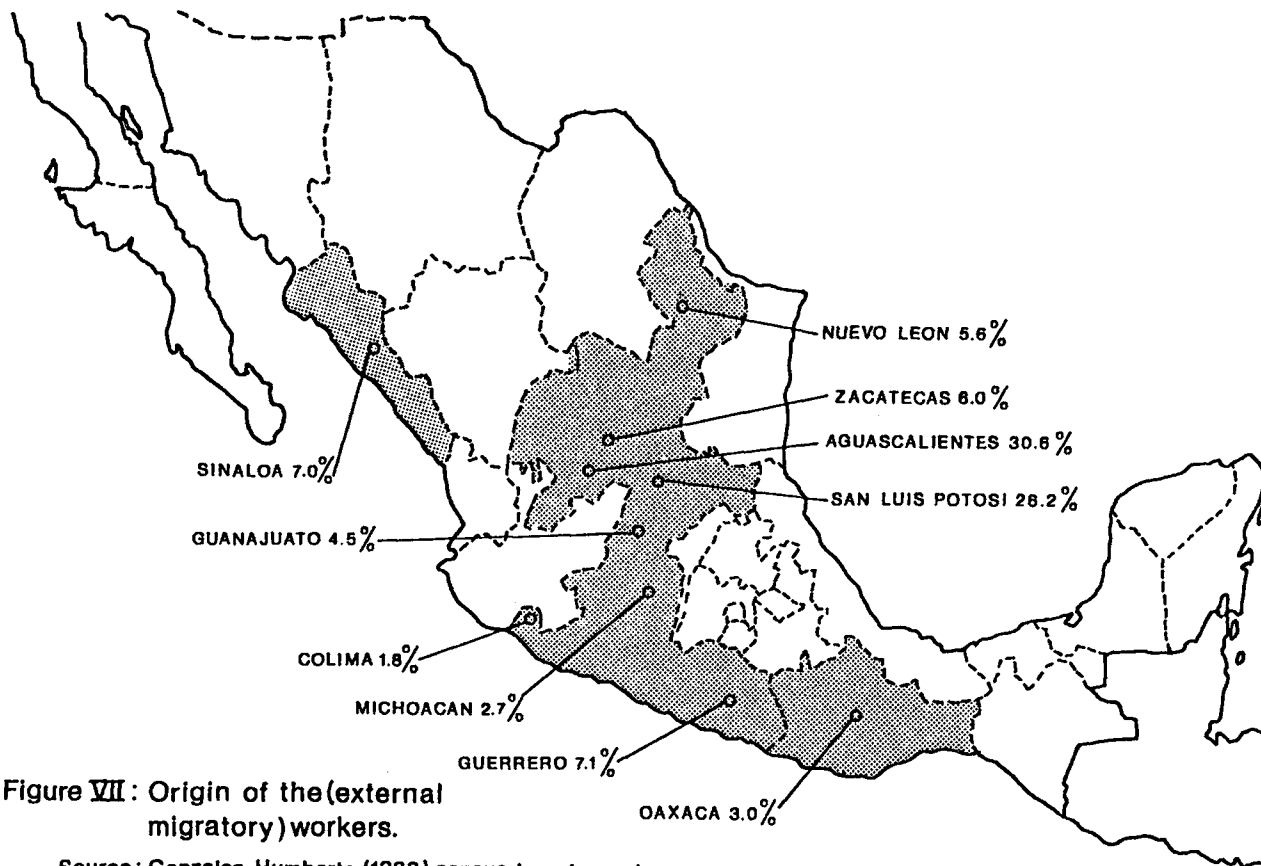 NUEVO LEON 5.6%
ZACATECAS 6.0%
AGUASCALIENTES 30.6%
SINALOA 7.0%
SAN LUIS POTOSI 26.2%
GUANAJUATO 4.5%
COLIMA 1.8%
MICHOACAN 2.7%
GUERRERO 7.1%
OAXACA 3.0%
Figure VII: Origin of the (external
migratory) workers.